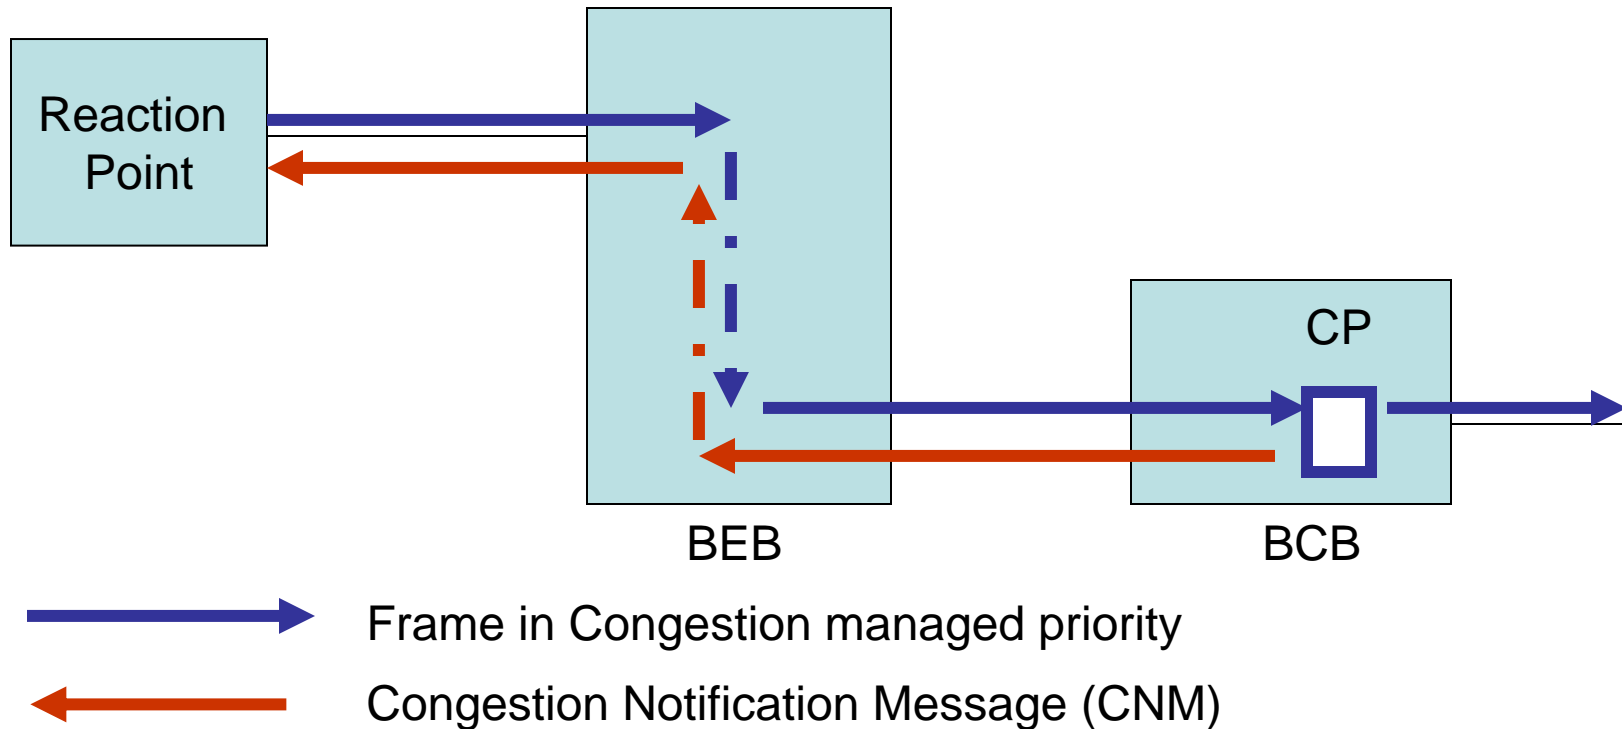 Reaction
Point
CP
BEB
BCB
Frame in Congestion managed priority
Congestion Notification Message (CNM)